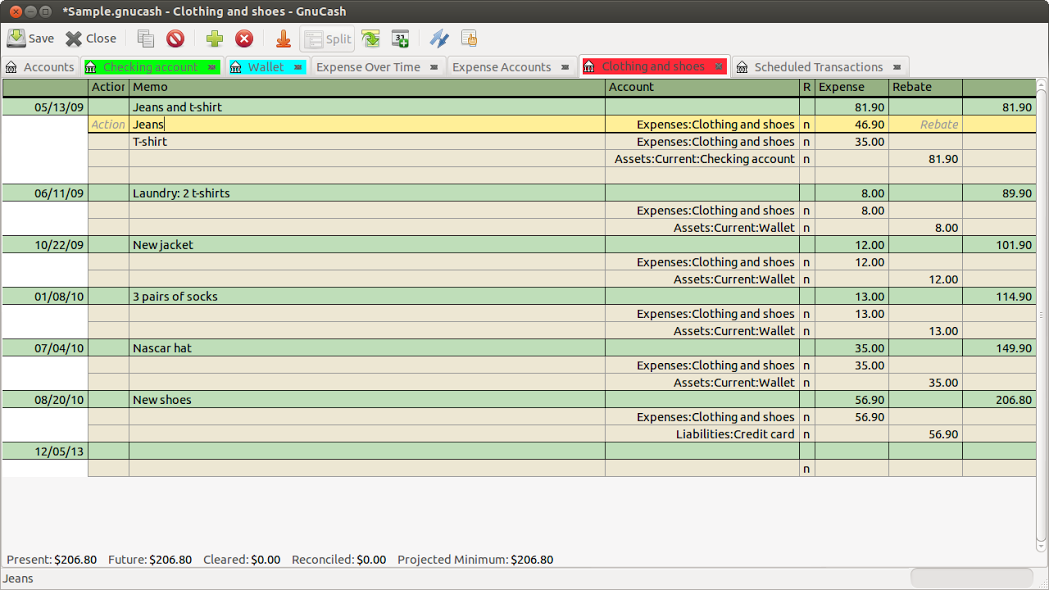 *Sample.gnucash - Clothing and shoes - GnuCash
Save Close 31 Split
Accounts Checking account Wallet Expense Over Time Expense Accounts Clothing and shoes Scheduled Transactions
Action Memo Account R Expense Rebate
05/13/09 Jeans and t-shirt 81.90 81.90
Action Jeans Expenses:Clothing and shoes n 46.90 Rebate
T-shirt Expenses:Clothing and shoes n 35.00
Assets:Current:Checking account n 81.90
06/11/09 Laundry: 2 t-shirts 8.00 89.90
Expenses:Clothing and shoes n 8.00
Assets:Current:Wallet n 8.00
10/22/09 New jacket 12.00 101.90
Expenses:Clothing and shoes n 12.00
Assets:Current:Wallet n 12.00
01/08/10 3 pairs of socks 13.00 114.90
Expenses:Clothing and shoes n 13.00
Assets:Current:Wallet n 13.00
07/04/10 Nascar hat 35.00 149.90
Expenses:Clothing and shoes n 35.00
Assets:Current:Wallet n 35.00
08/20/10 New shoes 56.90 206.80
Expenses:Clothing and shoes n 56.90
Liabilities:Credit card n 56.90
12/05/13
n
Present: $206.80 Future: $206.80 Cleared: $0.00 Reconciled: $0.00 Projected Minimum: $206.80
Jeans